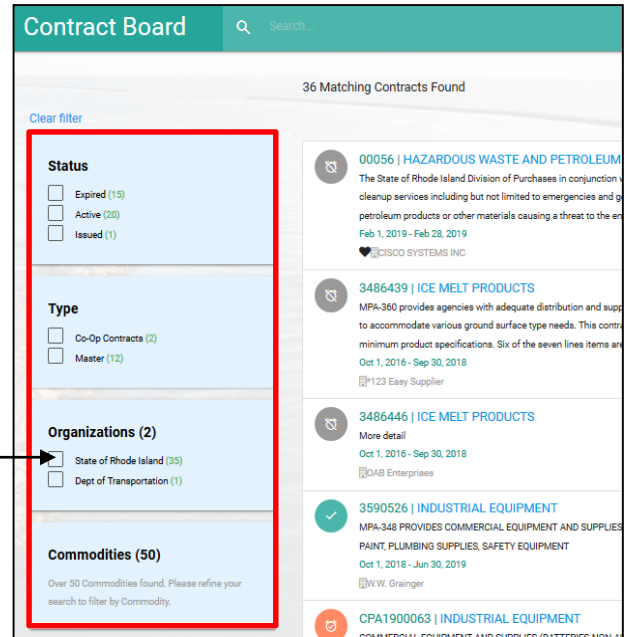 Contract Board
Search...
36 Matching Contracts Found
Clear filter
Status
Expired (15)
Active (20)
Issued (1)
Type
Co-Op Contracts (2)
Master (12)
Organizations (2)
State of Rhode Island (35)
Dept of Transportation (1)
Commodities (50)
Over 50 Commodities found. Please refine your
search to filter by Commodity.
00056 | HAZARDOUS WASTE AND PETROLEUM
The State of Rhode Island Division of Purchases in conjunction
cleanup services including but not limited to emergencies and
petroleum products or other materials causing a threat to the
Feb 1, 2019 - Feb 28, 2019
CISCO SYSTEMS INC
3486439 | ICE MELT PRODUCTS
MPA-360 provides agencies with adequate distribution and
to accommodate various ground surface type needs. This
minimum product specifications. Six of the seven lines items are
Oct 1, 2016 - Sep 30, 2018
*123 Easy Supplier
3486446 | ICE MELT PRODUCTS
More detail
Oct 1, 2016 - Sep 30, 2018
OAB Enterprises
3590526 | INDUSTRIAL EQUIPMENT
MPA-348 PROVIDES COMMERCIAL EQUIPMENT AND SUPPLIES
PAINT, PLUMBING SUPPLIES, SAFETY EQUIPMENT
Oct 1, 2018 - Jun 30, 2019
W.W. Grainger
CPA1900063 | INDUSTRIAL EQUIPMENT